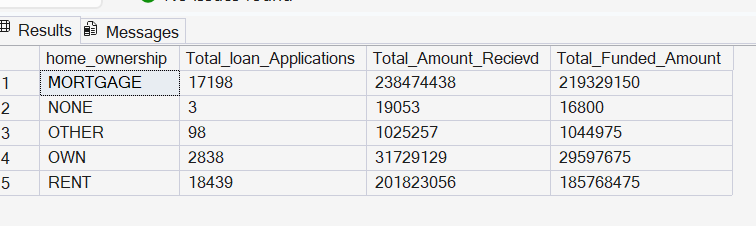 Results Messages
home_ownership Total_loan_Applications Total_Amount_Recievd Total_Funded_Amount
1 MORTGAGE 17198 238474438 219329150
2 NONE 3 19053 16800
3 OTHER 98 1025257 1044975
4 OWN 2838 31729129 29597675
5 RENT 18439 201823056 185768475